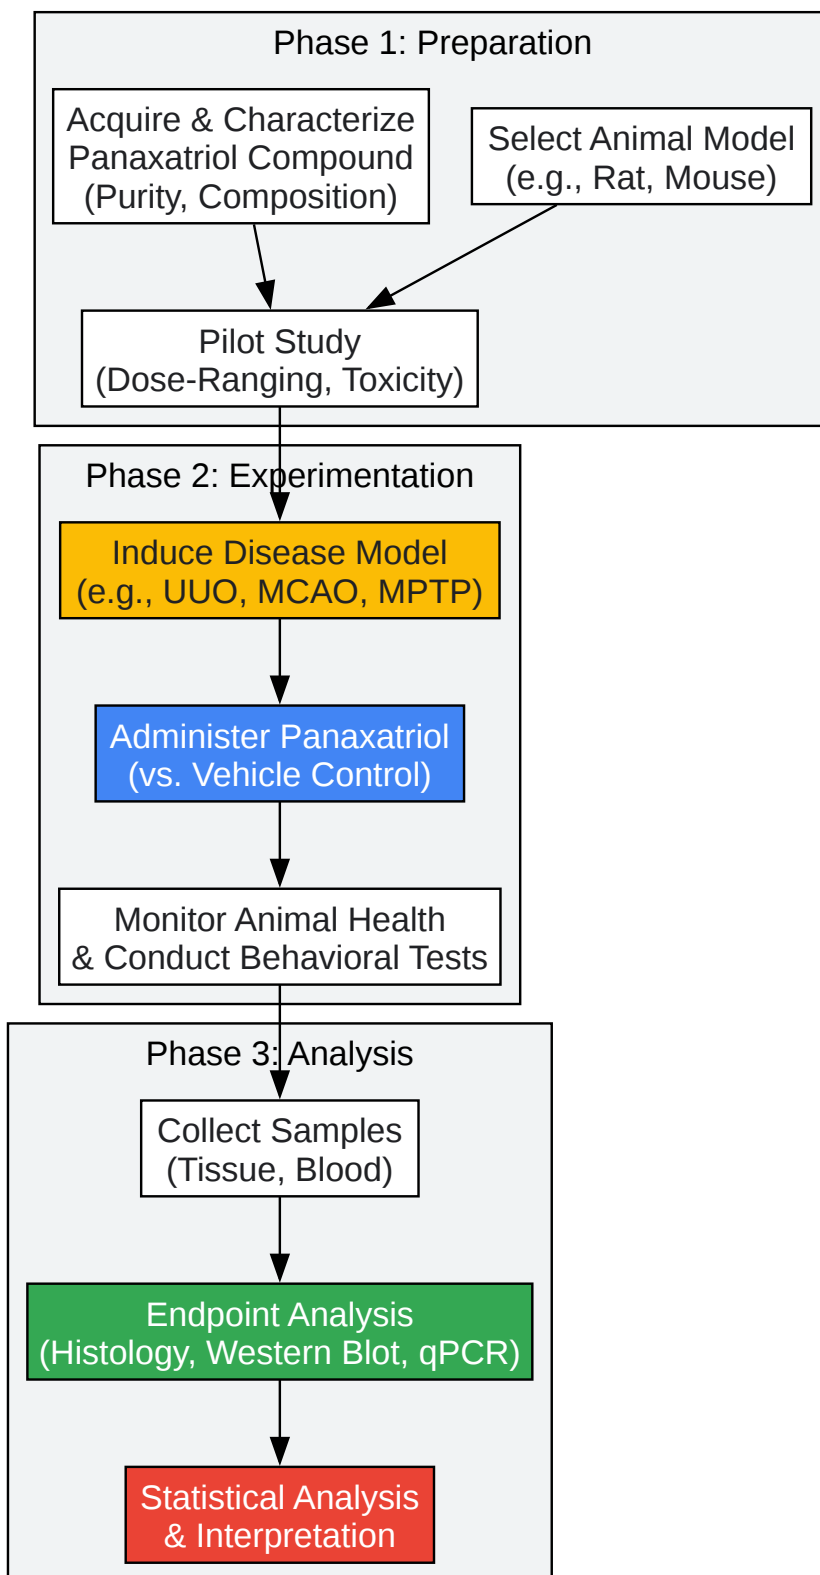 Phase 1: Preparation
Acquire & Characterize
Panaxatriol Compound
(Purity, Composition)
Select Animal Model
(e.g., Rat, Mouse)
Pilot Study
(Dose-Ranging, Toxicity)
Phase 2: Experimentation
Induce Disease Model
(e.g., UUO, MCAO, MPTP)
Administer Panaxatriol
(vs. Vehicle Control)
Monitor Animal Health
& Conduct Behavioral Tests
Phase 3: Analysis
Collect Samples
(Tissue, Blood)
Endpoint Analysis
(Histology, Western Blot, qPCR)
Statistical Analysis
& Interpretation